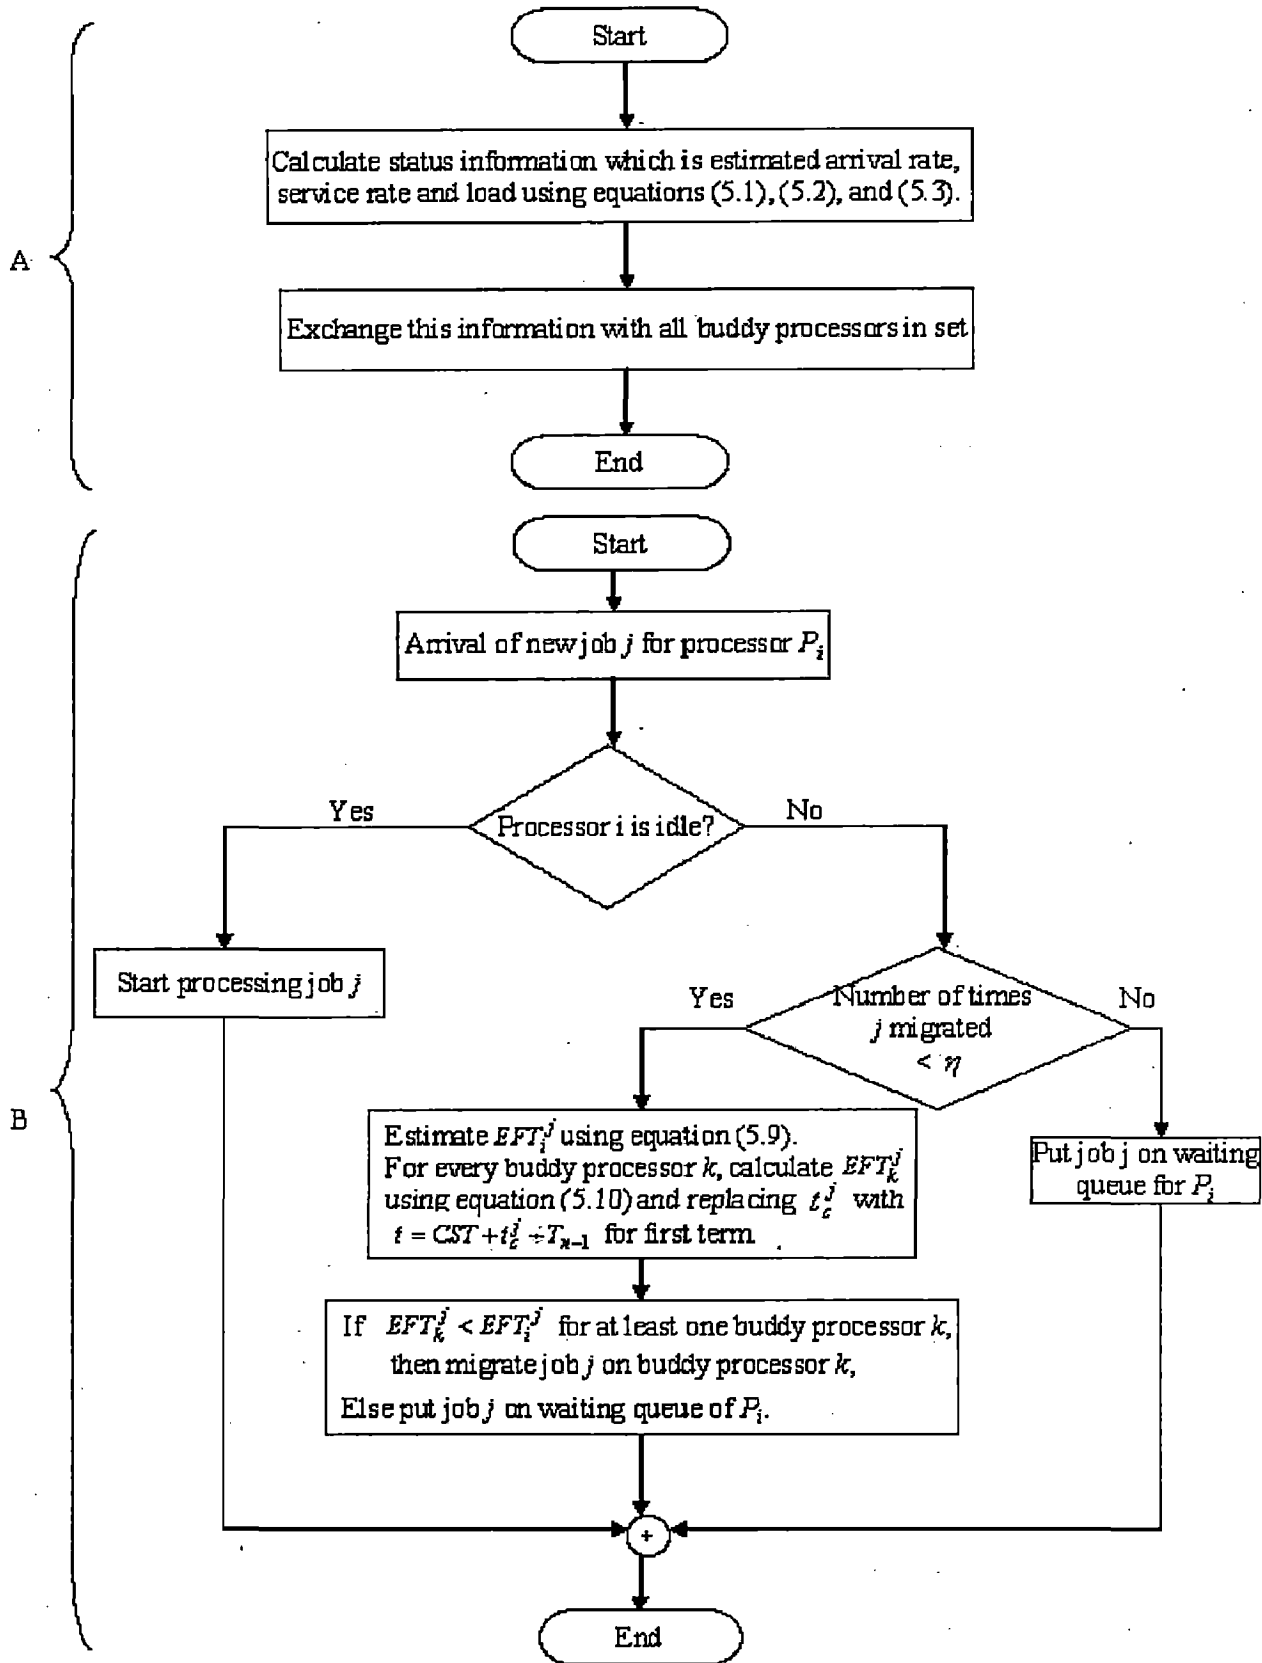 Start
Calculate status information which is estimated arrival rate,
service rate and load using equations (5.1), (5.2), and (5.3).
A
Exchange this information with all buddy processors in set
End
Start
Arrival of new job j for processor P_i
Processor i is idle?
Yes
No
Start processing job j
Number of times
j migrated
< η
Yes
No
Estimate EFT_i^j using equation (5.9).
For every buddy processor k, calculate EFT_k^j
using equation (5.10) and replacing t_c^j with
t = CST + t_c^j + T_{n-1} for first term
Put job j on waiting
queue for P_i
B
If EFT_k^j < EFT_i^j for at least one buddy processor k,
then migrate job j on buddy processor k,
Else put job j on waiting queue of P_i.
+
End